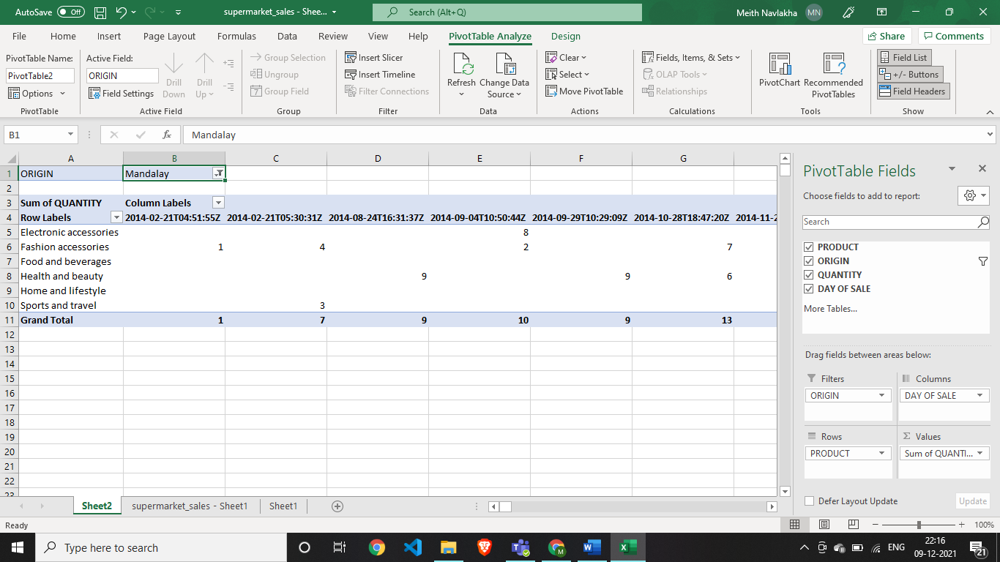 AutoSave Off supermarket_sales - Shee... Search (Alt+Q) Meith Navlakha MN
File Home Insert Page Layout Formulas Data Review View Help PivotTable Analyze Design Share Comments
PivotTable Name: Active Field: Group Selection Insert Slicer Clear Fields, Items, & Sets Field List
PivotTable2 ORIGIN Drill Down Drill Up Ungroup Insert Timeline Refresh Change Data Source Select OLAP Tools PivotChart Recommended PivotTables +/- Buttons
Options Field Settings Group Field Filter Connections Move PivotTable Relationships Field Headers
PivotTable Active Field Group Filter Data Actions Calculations Tools Show
B1 fx Mandalay
A B C D E F G
1 ORIGIN Mandalay
2
3 Sum of QUANTITY Column Labels
4 Row Labels 2014-02-21T04:51:55Z 2014-02-21T05:30:31Z 2014-08-24T16:31:37Z 2014-09-04T10:50:44Z 2014-09-29T10:29:09Z 2014-10-28T18:47:20Z 2014-11-2
5 Electronic accessories 8
6 Fashion accessories 1 4 2 7
7 Food and beverages
8 Health and beauty 9 9 6
9 Home and lifestyle
10 Sports and travel 3
11 Grand Total 1 7 9 10 9 13
12
13
14
15
16
17
18
19
20
21
22
23
PivotTable Fields
Choose fields to add to report:
Search
PRODUCT
ORIGIN
QUANTITY
DAY OF SALE
More Tables...
Drag fields between areas below:
Filters Columns
ORIGIN DAY OF SALE
Rows Σ Values
PRODUCT Sum of QUANTI...
Defer Layout Update Update
Sheet2 supermarket_sales - Sheet1 Sheet1
Ready 100%
Type here to search ENG 22:16
09-12-2021 21